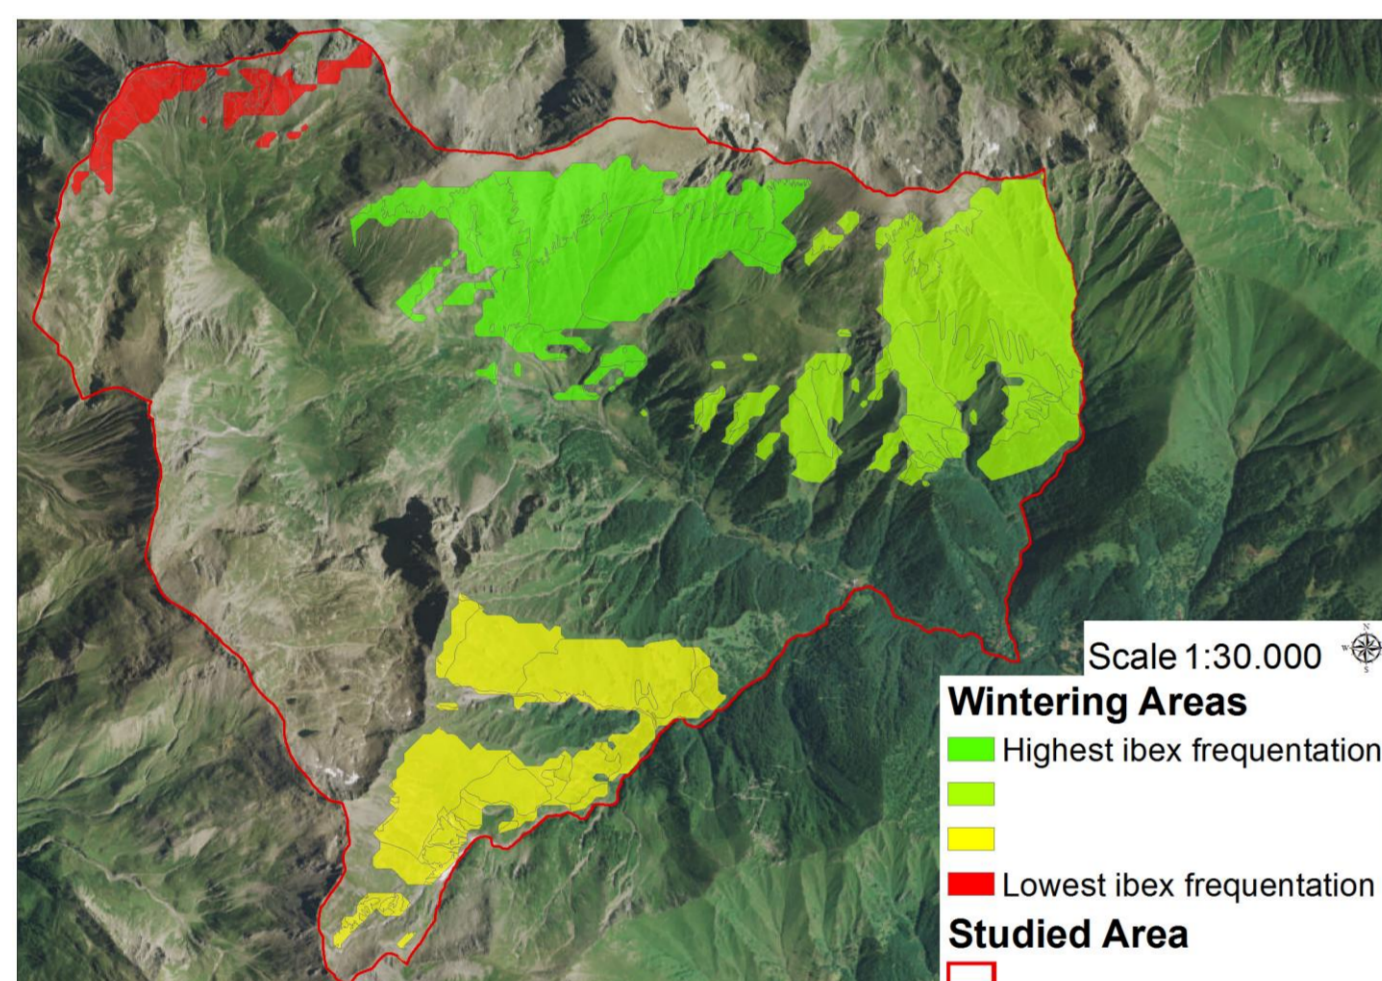 Scale 1:30.000
N
W
S
Wintering Areas
Highest ibex frequentation
Lowest ibex frequentation
Studied Area